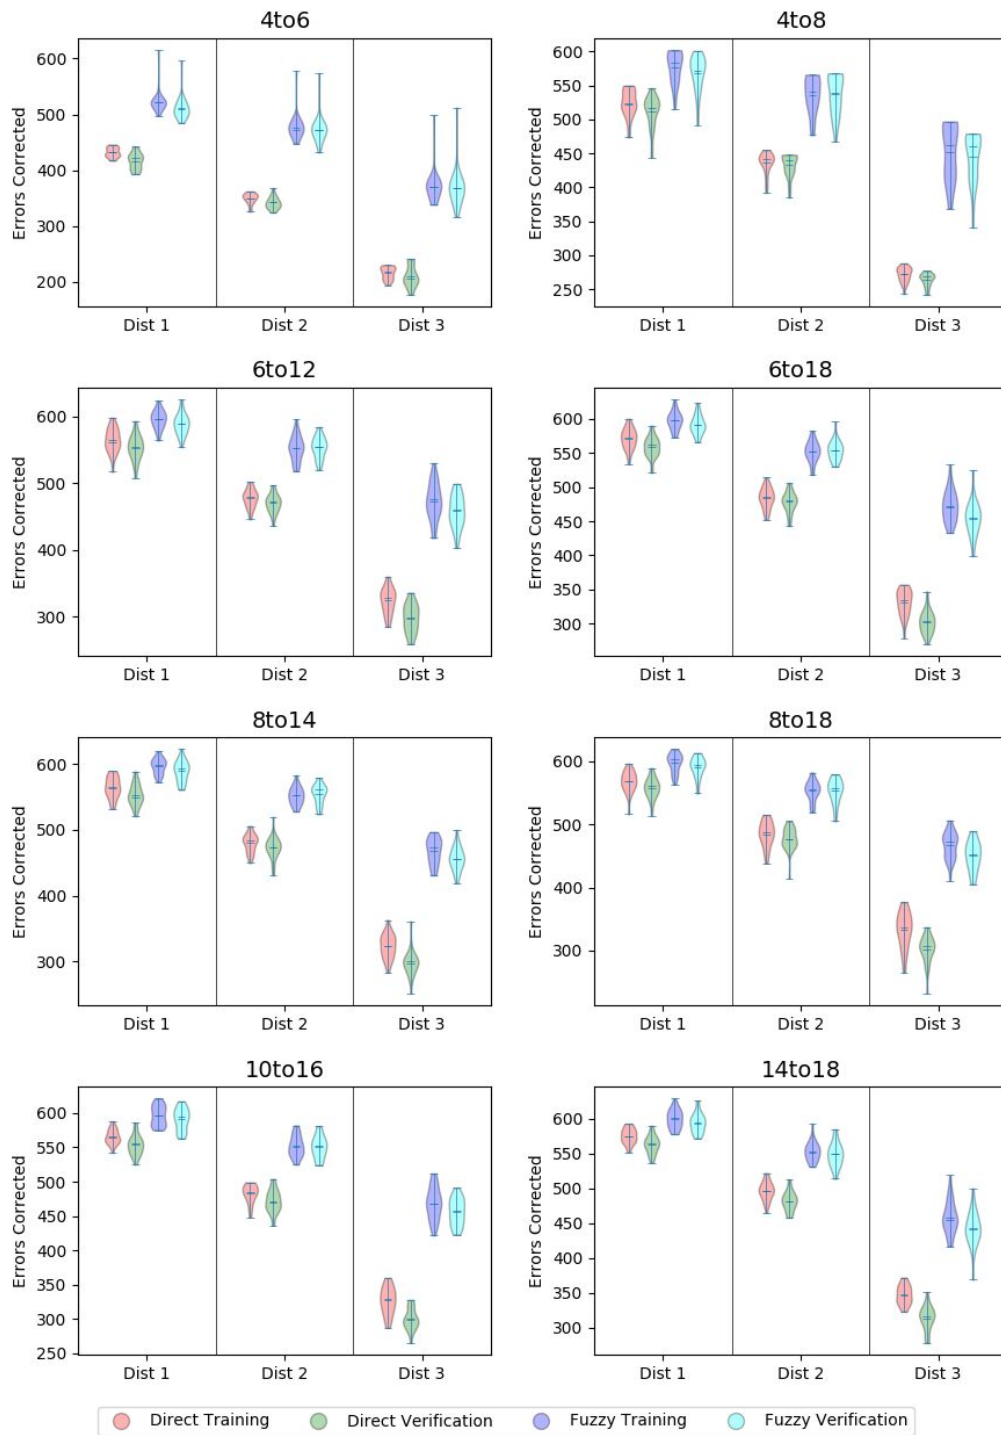 4to6
4to8
Errors Corrected
600
500
400
300
200
Dist 1
Dist 2
Dist 3
Errors Corrected
600
550
500
450
400
350
300
250
Dist 1
Dist 2
Dist 3
6to12
6to18
Errors Corrected
600
500
400
300
Dist 1
Dist 2
Dist 3
Errors Corrected
600
550
500
450
400
350
300
Dist 1
Dist 2
Dist 3
8to14
8to18
Errors Corrected
600
500
400
300
Dist 1
Dist 2
Dist 3
Errors Corrected
600
500
400
300
Dist 1
Dist 2
Dist 3
10to16
14to18
Errors Corrected
600
550
500
450
400
350
300
250
Dist 1
Dist 2
Dist 3
Errors Corrected
600
550
500
450
400
350
300
Dist 1
Dist 2
Dist 3
Direct Training
Direct Verification
Fuzzy Training
Fuzzy Verification